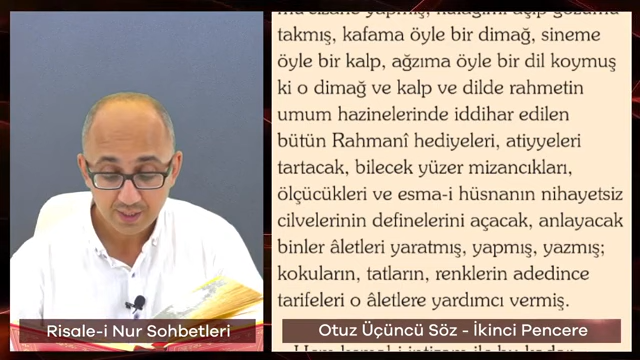 takmış, kafama öyle bir dimağ, sineme
öyle bir kalp, ağzıma öyle bir dil koymuş
ki o dimağ ve kalp ve dilde rahmetin
umum hazinelerinde iddihar edilen
bütün Rahmanî hediyeleri, atiyyeleri
tartacak, bilecek yüzer mizancıkları,
ölçücükleri ve esma-i hüsnanın nihayetsiz
cilvelerinin definelerini açacak, anlayacak
binler âletleri yaratmış, yapmış, yazmış;
kokuların, tatların, renklerin adedince
tarifeleri o âletlere yardımcı vermiş.
Risale-i Nur Sohbetleri
Otuz Üçüncü Söz - İkinci Pencere